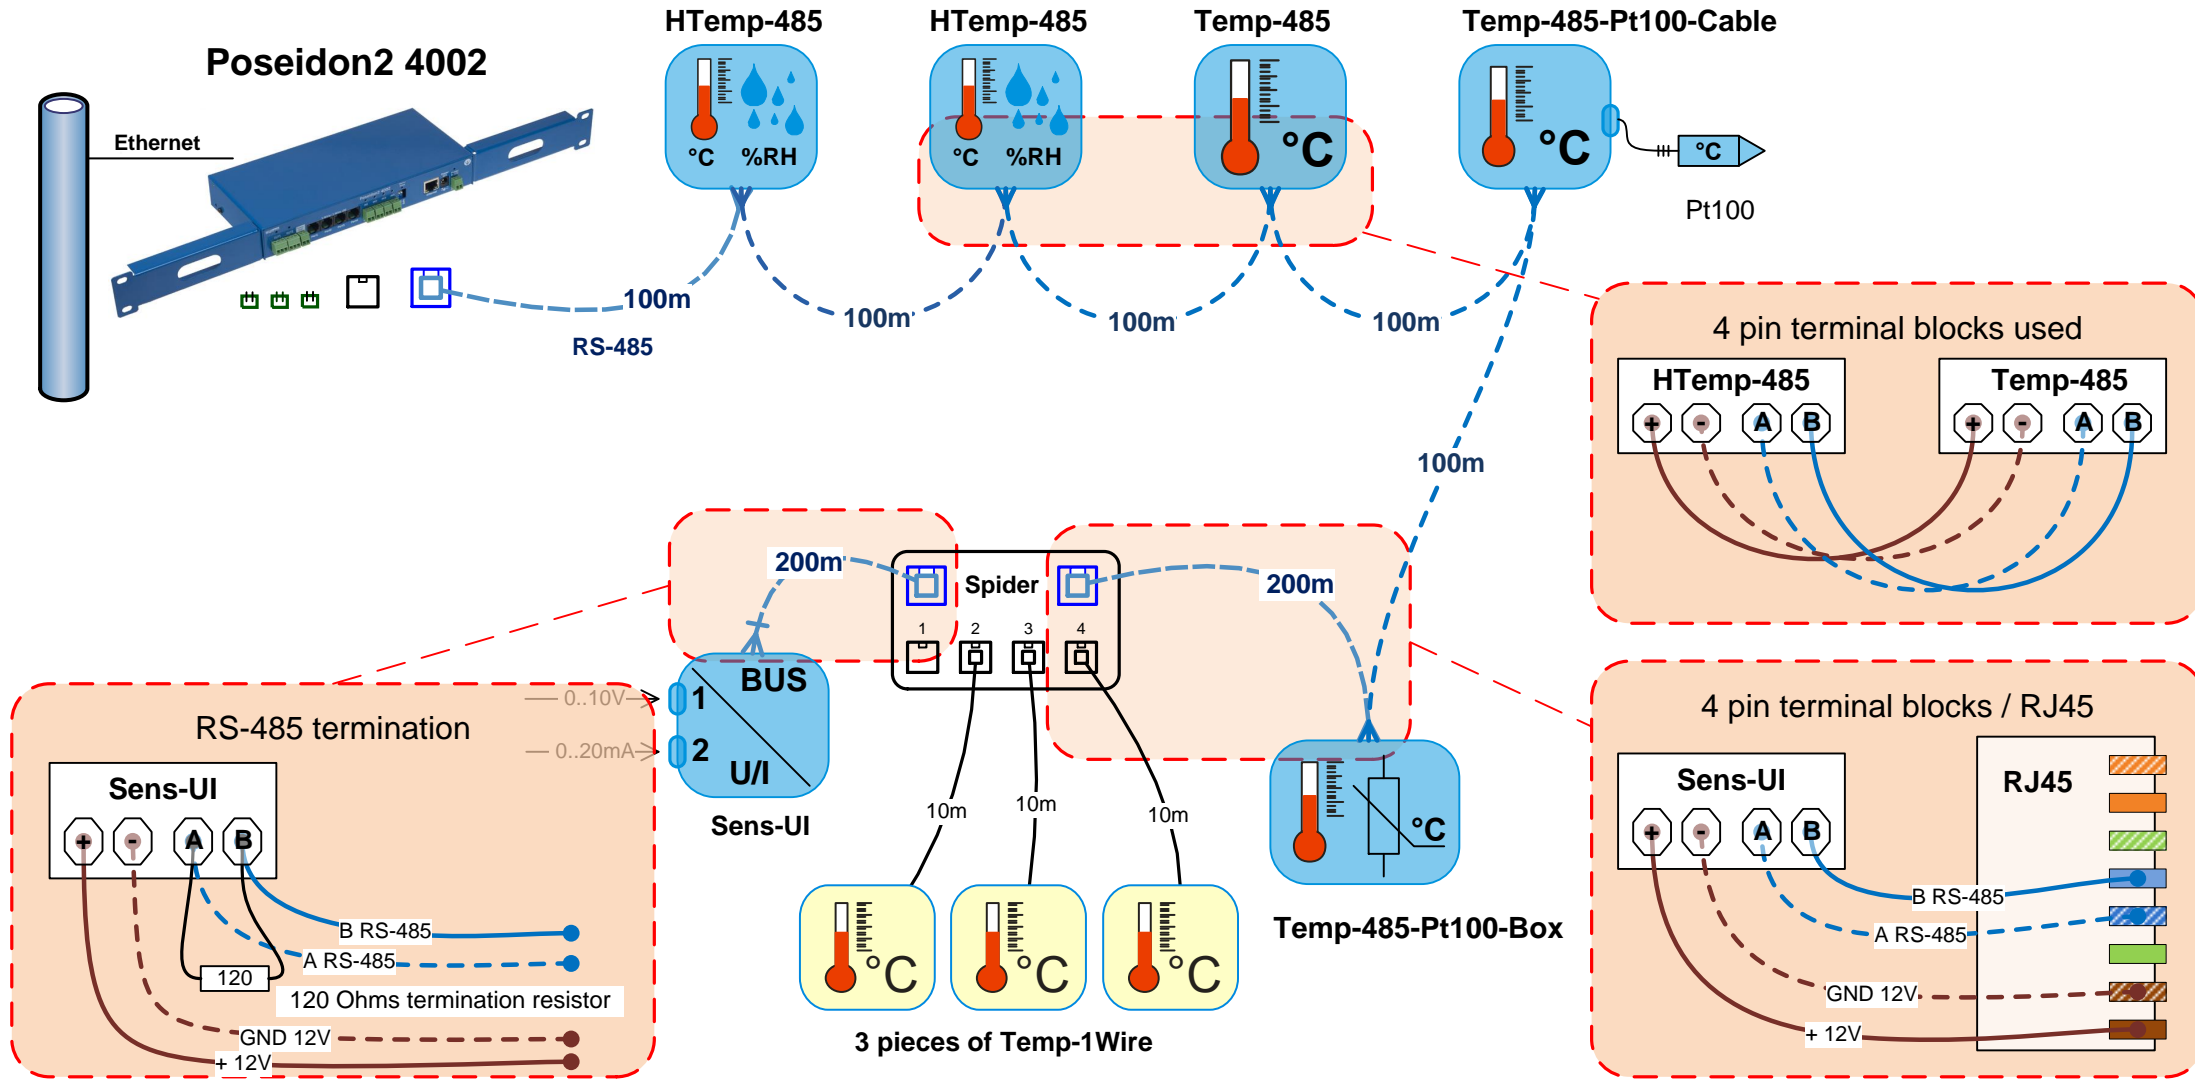 HTemp-485
HTemp-485
Temp-485
Temp-485-Pt100-Cable
Poseidon2 4002
Ethernet
°C %RH
°C %RH
°C
°C
°C
Pt100
100m
RS-485
100m
100m
100m
100m
4 pin terminal blocks used
HTemp-485
Temp-485
+ - A B
+ - A B
200m
Spider
200m
1 2 3 4
BUS
1
2
U/I
0..10V
0..20mA
Sens-UI
10m
10m
10m
°C
Temp-485-Pt100-Box
°C
°C
°C
3 pieces of Temp-1Wire
RS-485 termination
Sens-UI
+ - A B
B RS-485
A RS-485
120
120 Ohms termination resistor
GND 12V
+ 12V
4 pin terminal blocks / RJ45
Sens-UI
RJ45
+ - A B
B RS-485
A RS-485
GND 12V
+ 12V